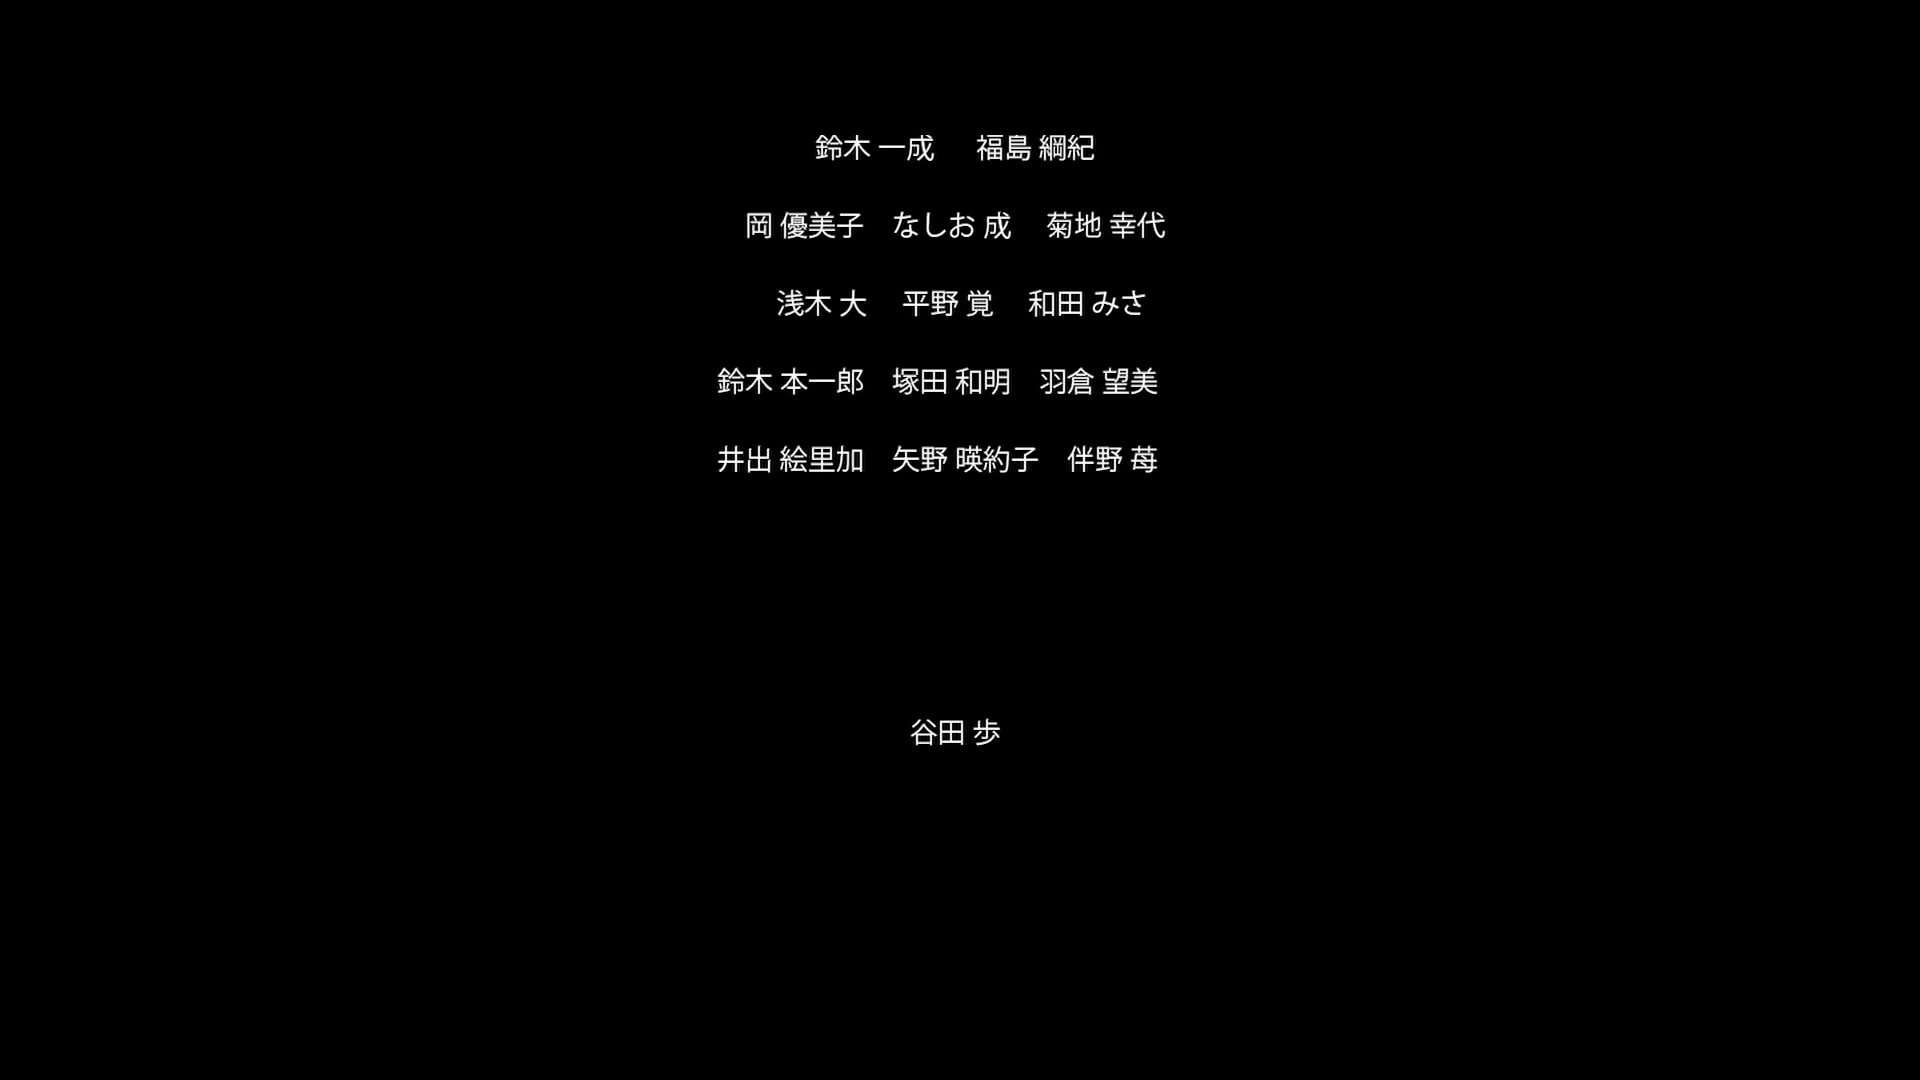 鈴木 一成　福島 綱紀
岡 優美子　なしお 成　菊地 幸代
浅木 大　平野 覚　和田 みさ
鈴木 本一郎　塚田 和明　羽倉 望美
井出 絵里加　矢野 暎約子　伴野 苺
谷田 歩